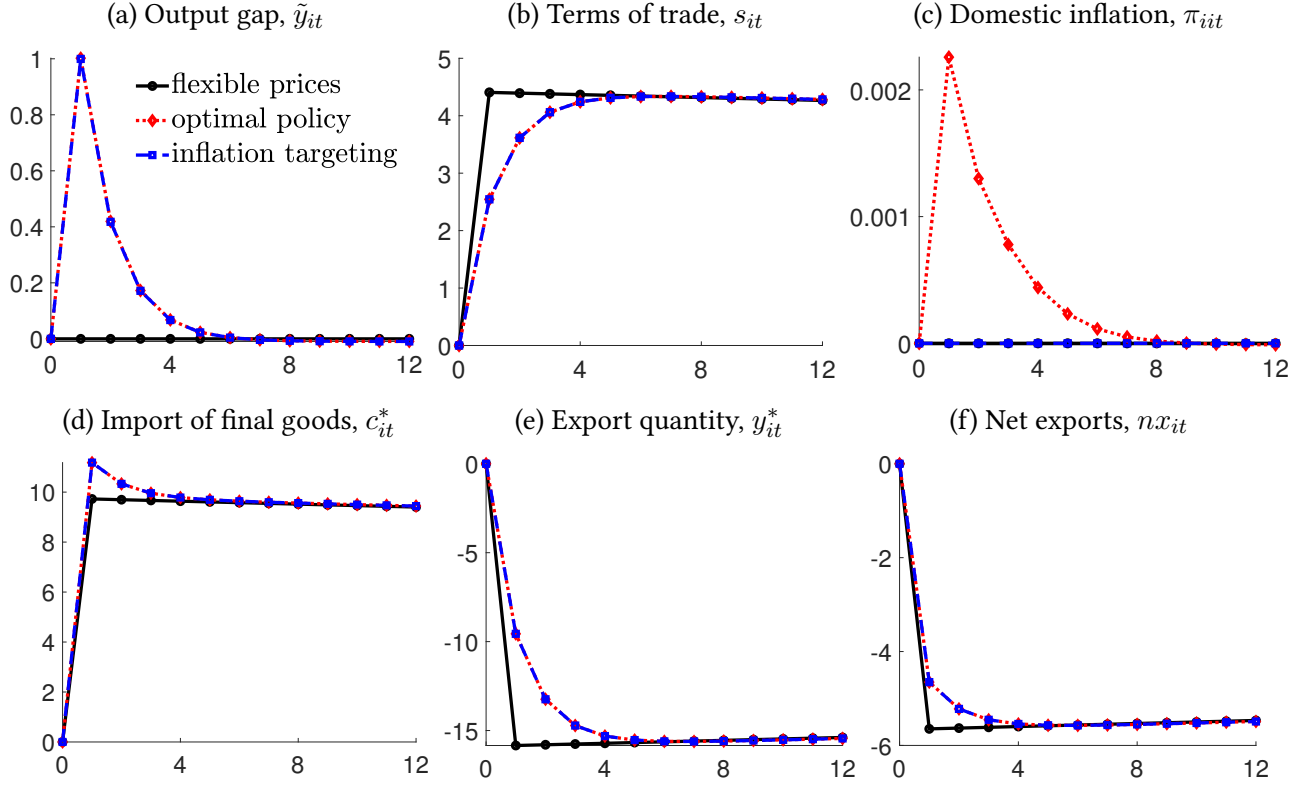 (a) Output gap, ỹ_it
1
0.8
0.6
0.4
0.2
0
0 4 8 12
flexible prices
optimal policy
inflation targeting
(b) Terms of trade, s_it
5
4
3
2
1
0
0 4 8 12
(c) Domestic inflation, π_iit
0.002
0.001
0
0 4 8 12
(d) Import of final goods, c*_it
10
8
6
4
2
0
0 4 8 12
(e) Export quantity, y*_it
0
-5
-10
-15
0 4 8 12
(f) Net exports, nx_it
0
-2
-4
-6
0 4 8 12